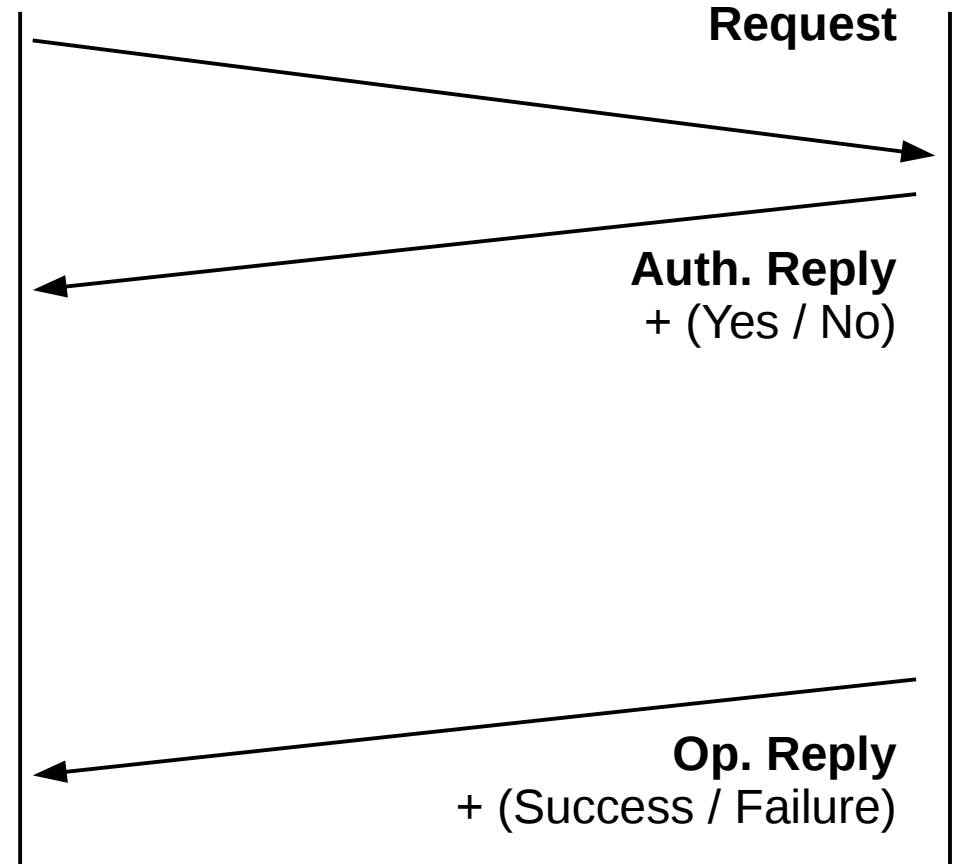 Request
Auth. Reply
+ (Yes / No)
Op. Reply
+ (Success / Failure)